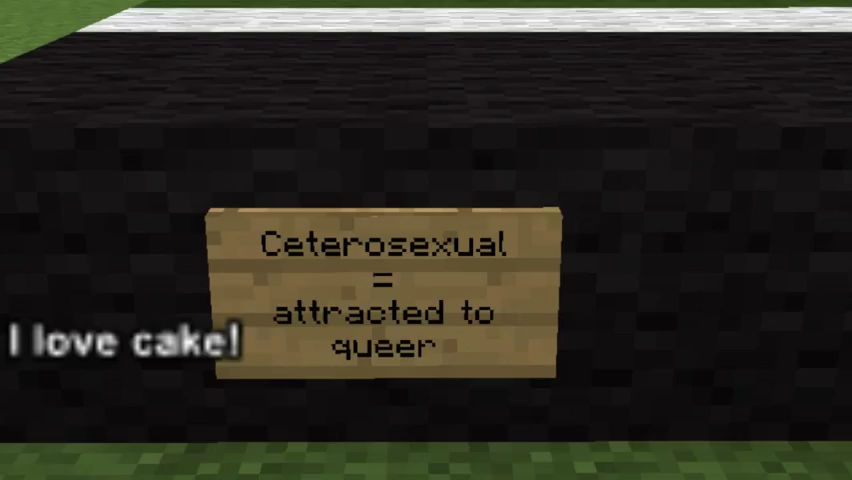 Ceterosexual
=
attracted to
queer
I love cake!